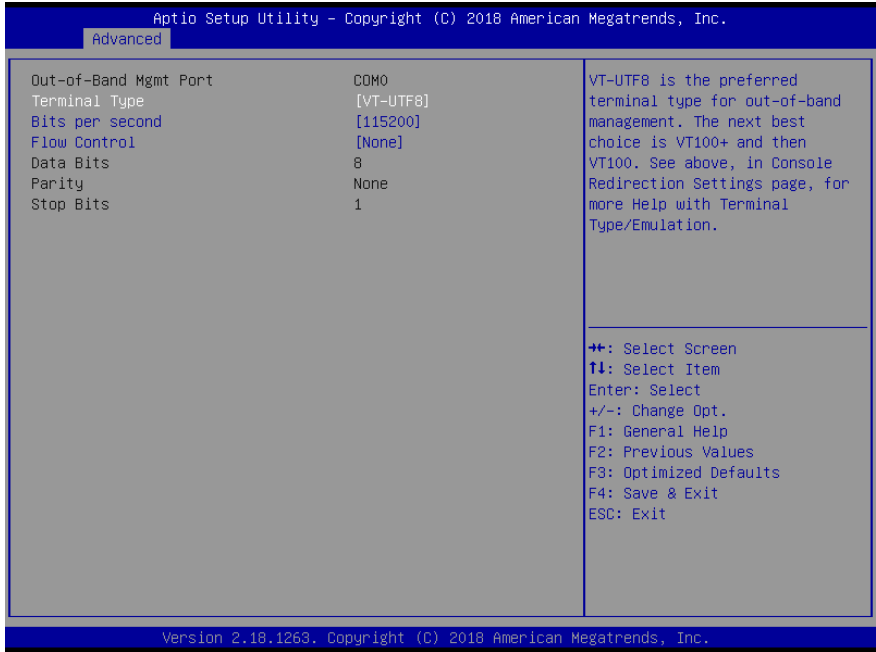 Aptio Setup Utility – Copyright (C) 2018 American Megatrends, Inc.
Advanced
Out-of-Band Mgmt Port COM0
Terminal Type [VT-UTF8]
Bits per second [115200]
Flow Control [None]
Data Bits 8
Parity None
Stop Bits 1
VT-UTF8 is the preferred
terminal type for out-of-band
management. The next best
choice is VT100+ and then
VT100. See above, in Console
Redirection Settings page, for
more Help with Terminal
Type/Emulation.
→←: Select Screen
↑↓: Select Item
Enter: Select
+/-: Change Opt.
F1: General Help
F2: Previous Values
F3: Optimized Defaults
F4: Save & Exit
ESC: Exit
Version 2.18.1263. Copyright (C) 2018 American Megatrends, Inc.